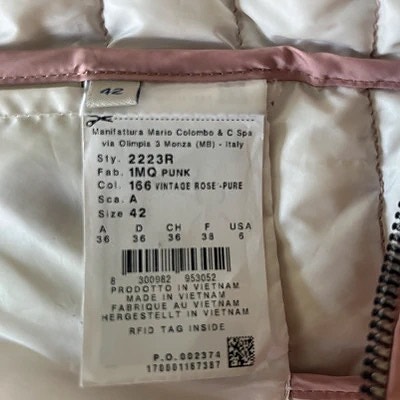 42
Manifattura Mario Colombo & C Spa
via Olimpia 3 Monza (MB) - Italy
Sty. 2223R
Fab. 1MQ PUNK
Col. 166 VINTAGE ROSE-PURE
Sca. A
Size 42
A D CH F USA
36 36 36 38 6
8 300982 953052
PRODOTTO IN VIETNAM
MADE IN VIETNAM
FABRIQUE AU VIETNAM
HERGESTELLT IN VIETNAM
RFID TAG INSIDE
P.O.002374
170001167387